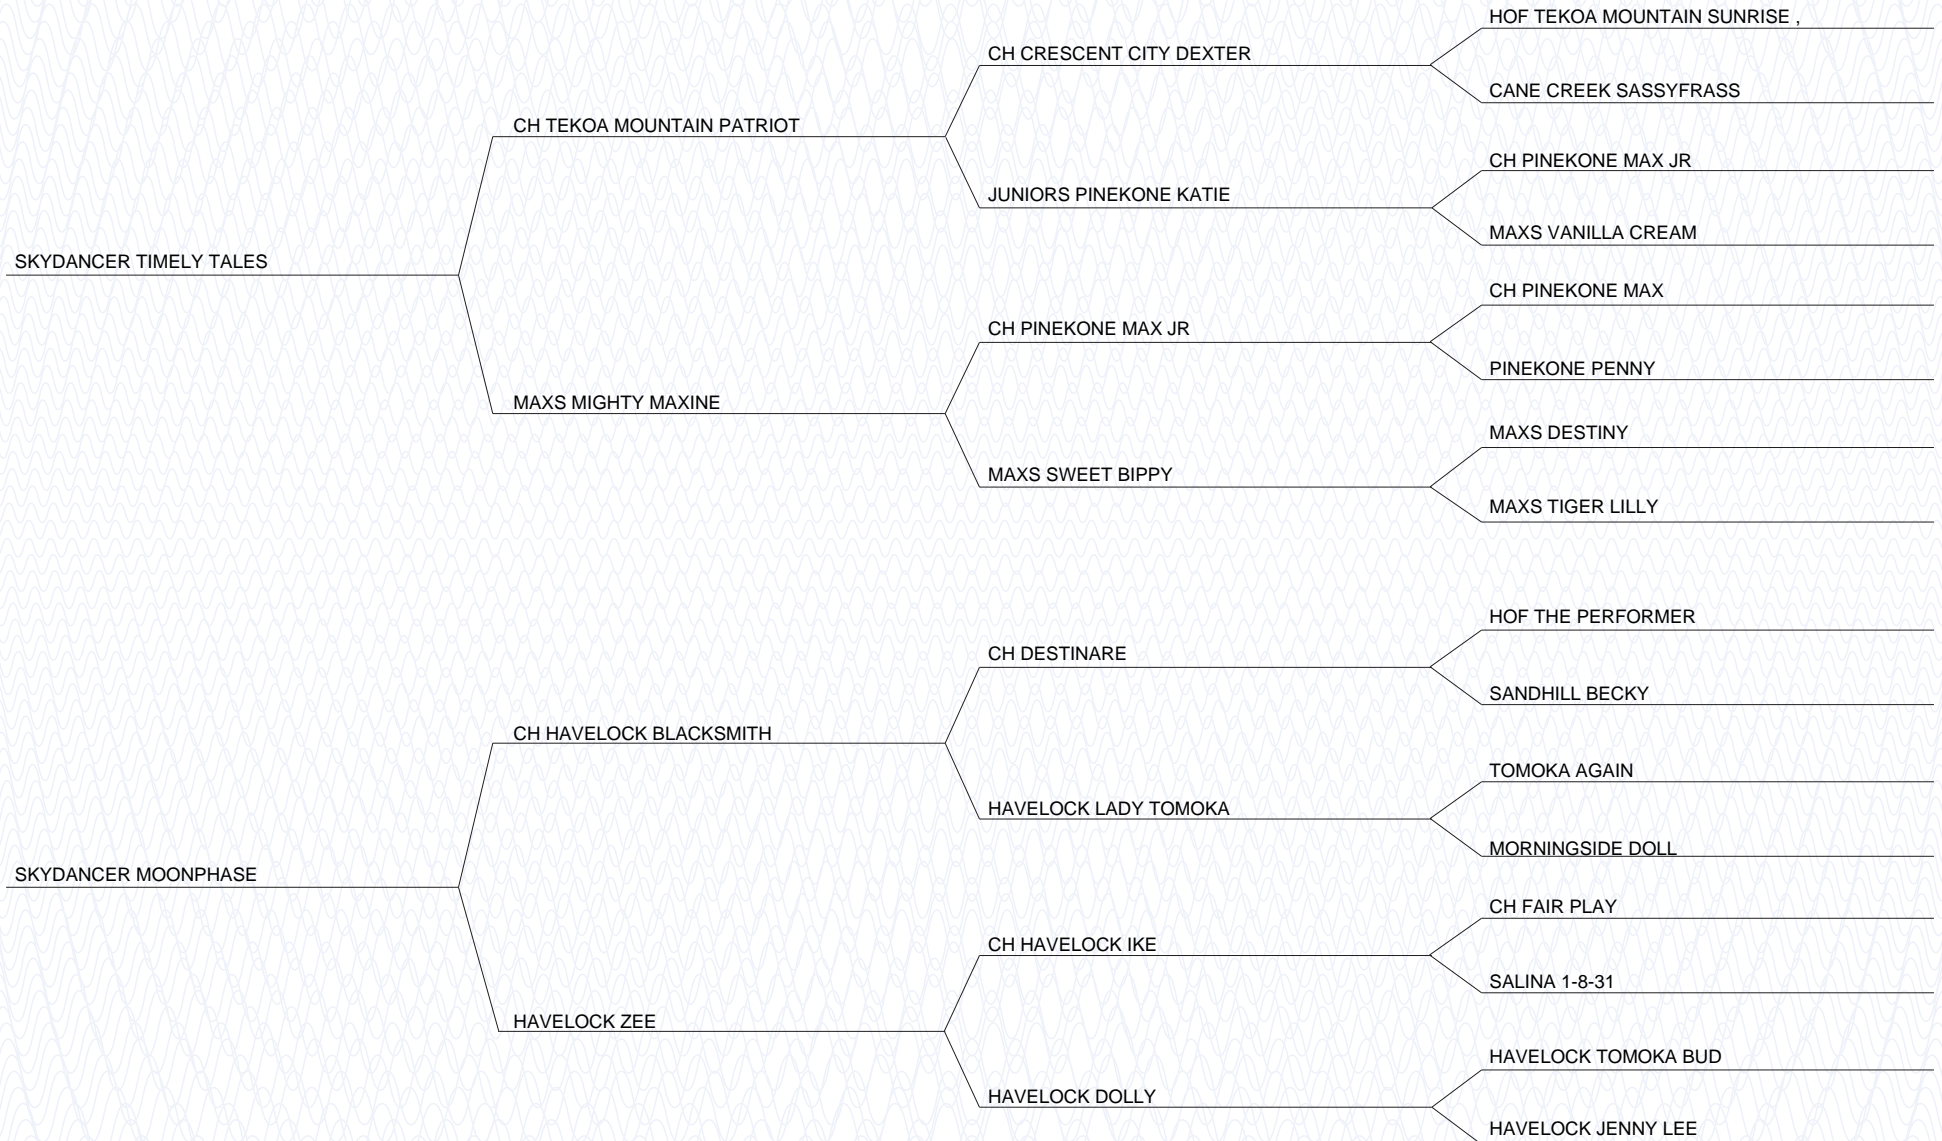 HOF TEKOA MOUNTAIN SUNRISE ,
CH CRESCENT CITY DEXTER
CANE CREEK SASSYFRASS
CH TEKOA MOUNTAIN PATRIOT
CH PINEKONE MAX JR
JUNIORS PINEKONE KATIE
MAXS VANILLA CREAM
SKYDANCER TIMELY TALES
CH PINEKONE MAX
CH PINEKONE MAX JR
PINEKONE PENNY
MAXS MIGHTY MAXINE
MAXS DESTINY
MAXS SWEET BIPPY
MAXS TIGER LILLY
HOF THE PERFORMER
CH DESTINARE
SANDHILL BECKY
CH HAVELOCK BLACKSMITH
TOMOKA AGAIN
HAVELOCK LADY TOMOKA
MORNINGSIDE DOLL
SKYDANCER MOONPHASE
CH FAIR PLAY
CH HAVELOCK IKE
SALINA 1-8-31
HAVELOCK ZEE
HAVELOCK TOMOKA BUD
HAVELOCK DOLLY
HAVELOCK JENNY LEE